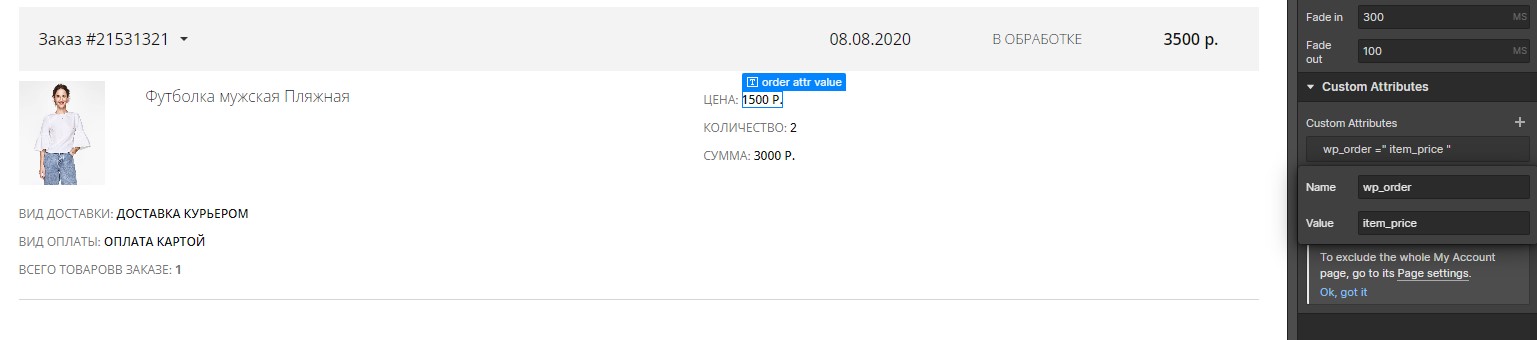 Заказ #21531321 08.08.2020 В ОБРАБОТКЕ 3500 р.
order attr value
Футболка мужская Пляжная
ЦЕНА: 1500 Р.
КОЛИЧЕСТВО: 2
СУММА: 3000 Р.
ВИД ДОСТАВКИ: ДОСТАВКА КУРЬЕРОМ
ВИД ОПЛАТЫ: ОПЛАТА КАРТОЙ
ВСЕГО ТОВАРОВВ ЗАКАЗЕ: 1
Fade in 300 MS
Fade out 100 MS
Custom Attributes
Custom Attributes +
wp_order =" item_price "
Name wp_order
Value item_price
To exclude the whole My Account
page, go to its Page settings.
Ok, got it